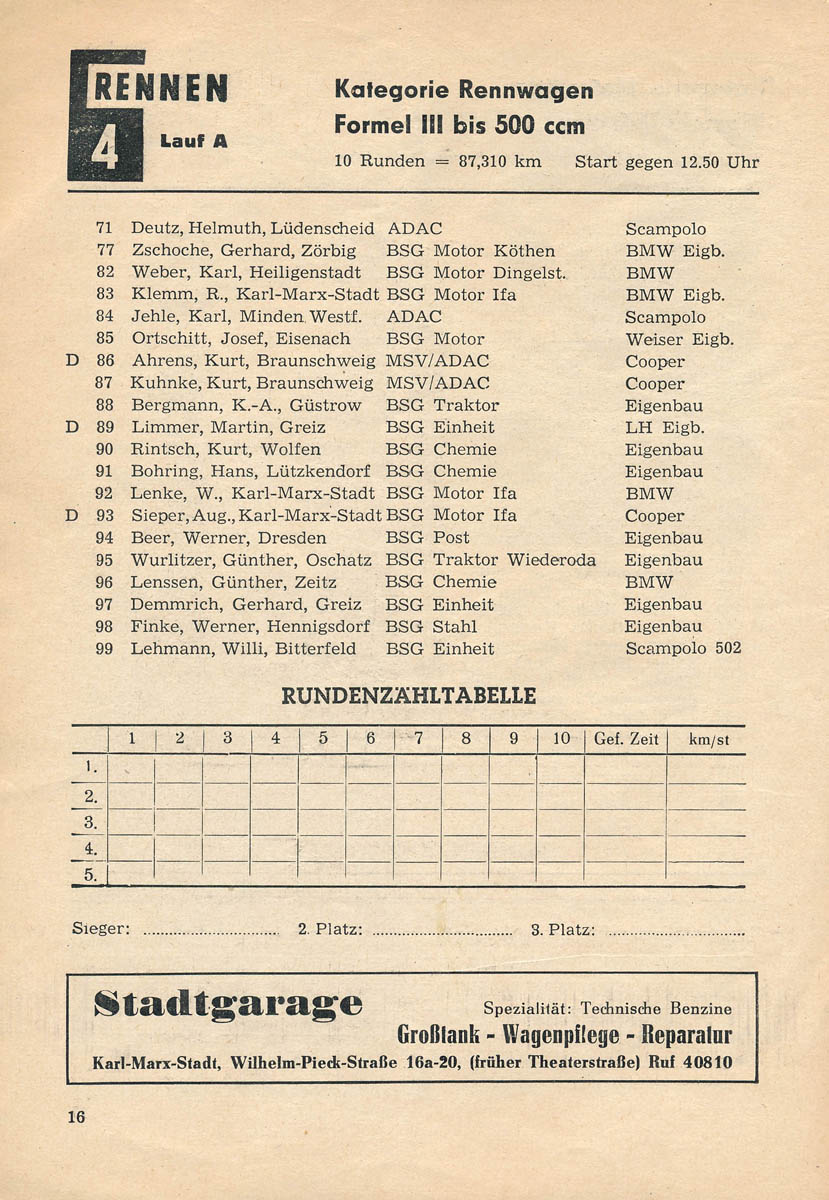 RENNEN
4 Lauf A
Kategorie Rennwagen
Formel III bis 500 ccm
10 Runden = 87,310 km Start gegen 12.50 Uhr
71 Deutz, Helmuth, Lüdenscheid ADAC Scampolo
77 Zschoche, Gerhard, Zörbig BSG Motor Köthen BMW Eigb.
82 Weber, Karl, Heiligenstadt BSG Motor Dingelst. BMW
83 Klemm, R., Karl-Marx-Stadt BSG Motor Ifa BMW Eigb.
84 Jehle, Karl, Minden Westf. ADAC Scampolo
85 Ortschitt, Josef, Eisenach BSG Motor Weiser Eigb.
D 86 Ahrens, Kurt, Braunschweig MSV/ADAC Cooper
87 Kuhnke, Kurt, Braunschweig MSV/ADAC Cooper
88 Bergmann, K.-A., Güstrow BSG Traktor Eigenbau
D 89 Limmer, Martin, Greiz BSG Einheit LH Eigb.
90 Rintsch, Kurt, Wolfen BSG Chemie Eigenbau
91 Bohring, Hans, Lützkendorf BSG Chemie Eigenbau
92 Lenke, W., Karl-Marx-Stadt BSG Motor Ifa BMW
D 93 Sieper, Aug., Karl-Marx-Stadt BSG Motor Ifa Cooper
94 Beer, Werner, Dresden BSG Post Eigenbau
95 Wurlitzer, Günther, Oschatz BSG Traktor Wiederoda Eigenbau
96 Lenssen, Günther, Zeitz BSG Chemie BMW
97 Demmrich, Gerhard, Greiz BSG Einheit Eigenbau
98 Finke, Werner, Hennigsdorf BSG Stahl Eigenbau
99 Lehmann, Willi, Bitterfeld BSG Einheit Scampolo 502
RUNDENZÄHLTABELLE
1 2 3 4 5 6 7 8 9 10 Gef. Zeit km/st
1.
2.
3.
4.
5.
Sieger: .............................. 2. Platz: .............................. 3. Platz: ..............................
Stadtgarage
Spezialität: Technische Benzine
Großtank - Wagenpflege - Reparatur
Karl-Marx-Stadt, Wilhelm-Pieck-Straße 16a-20, (früher Theaterstraße) Ruf 40810
16